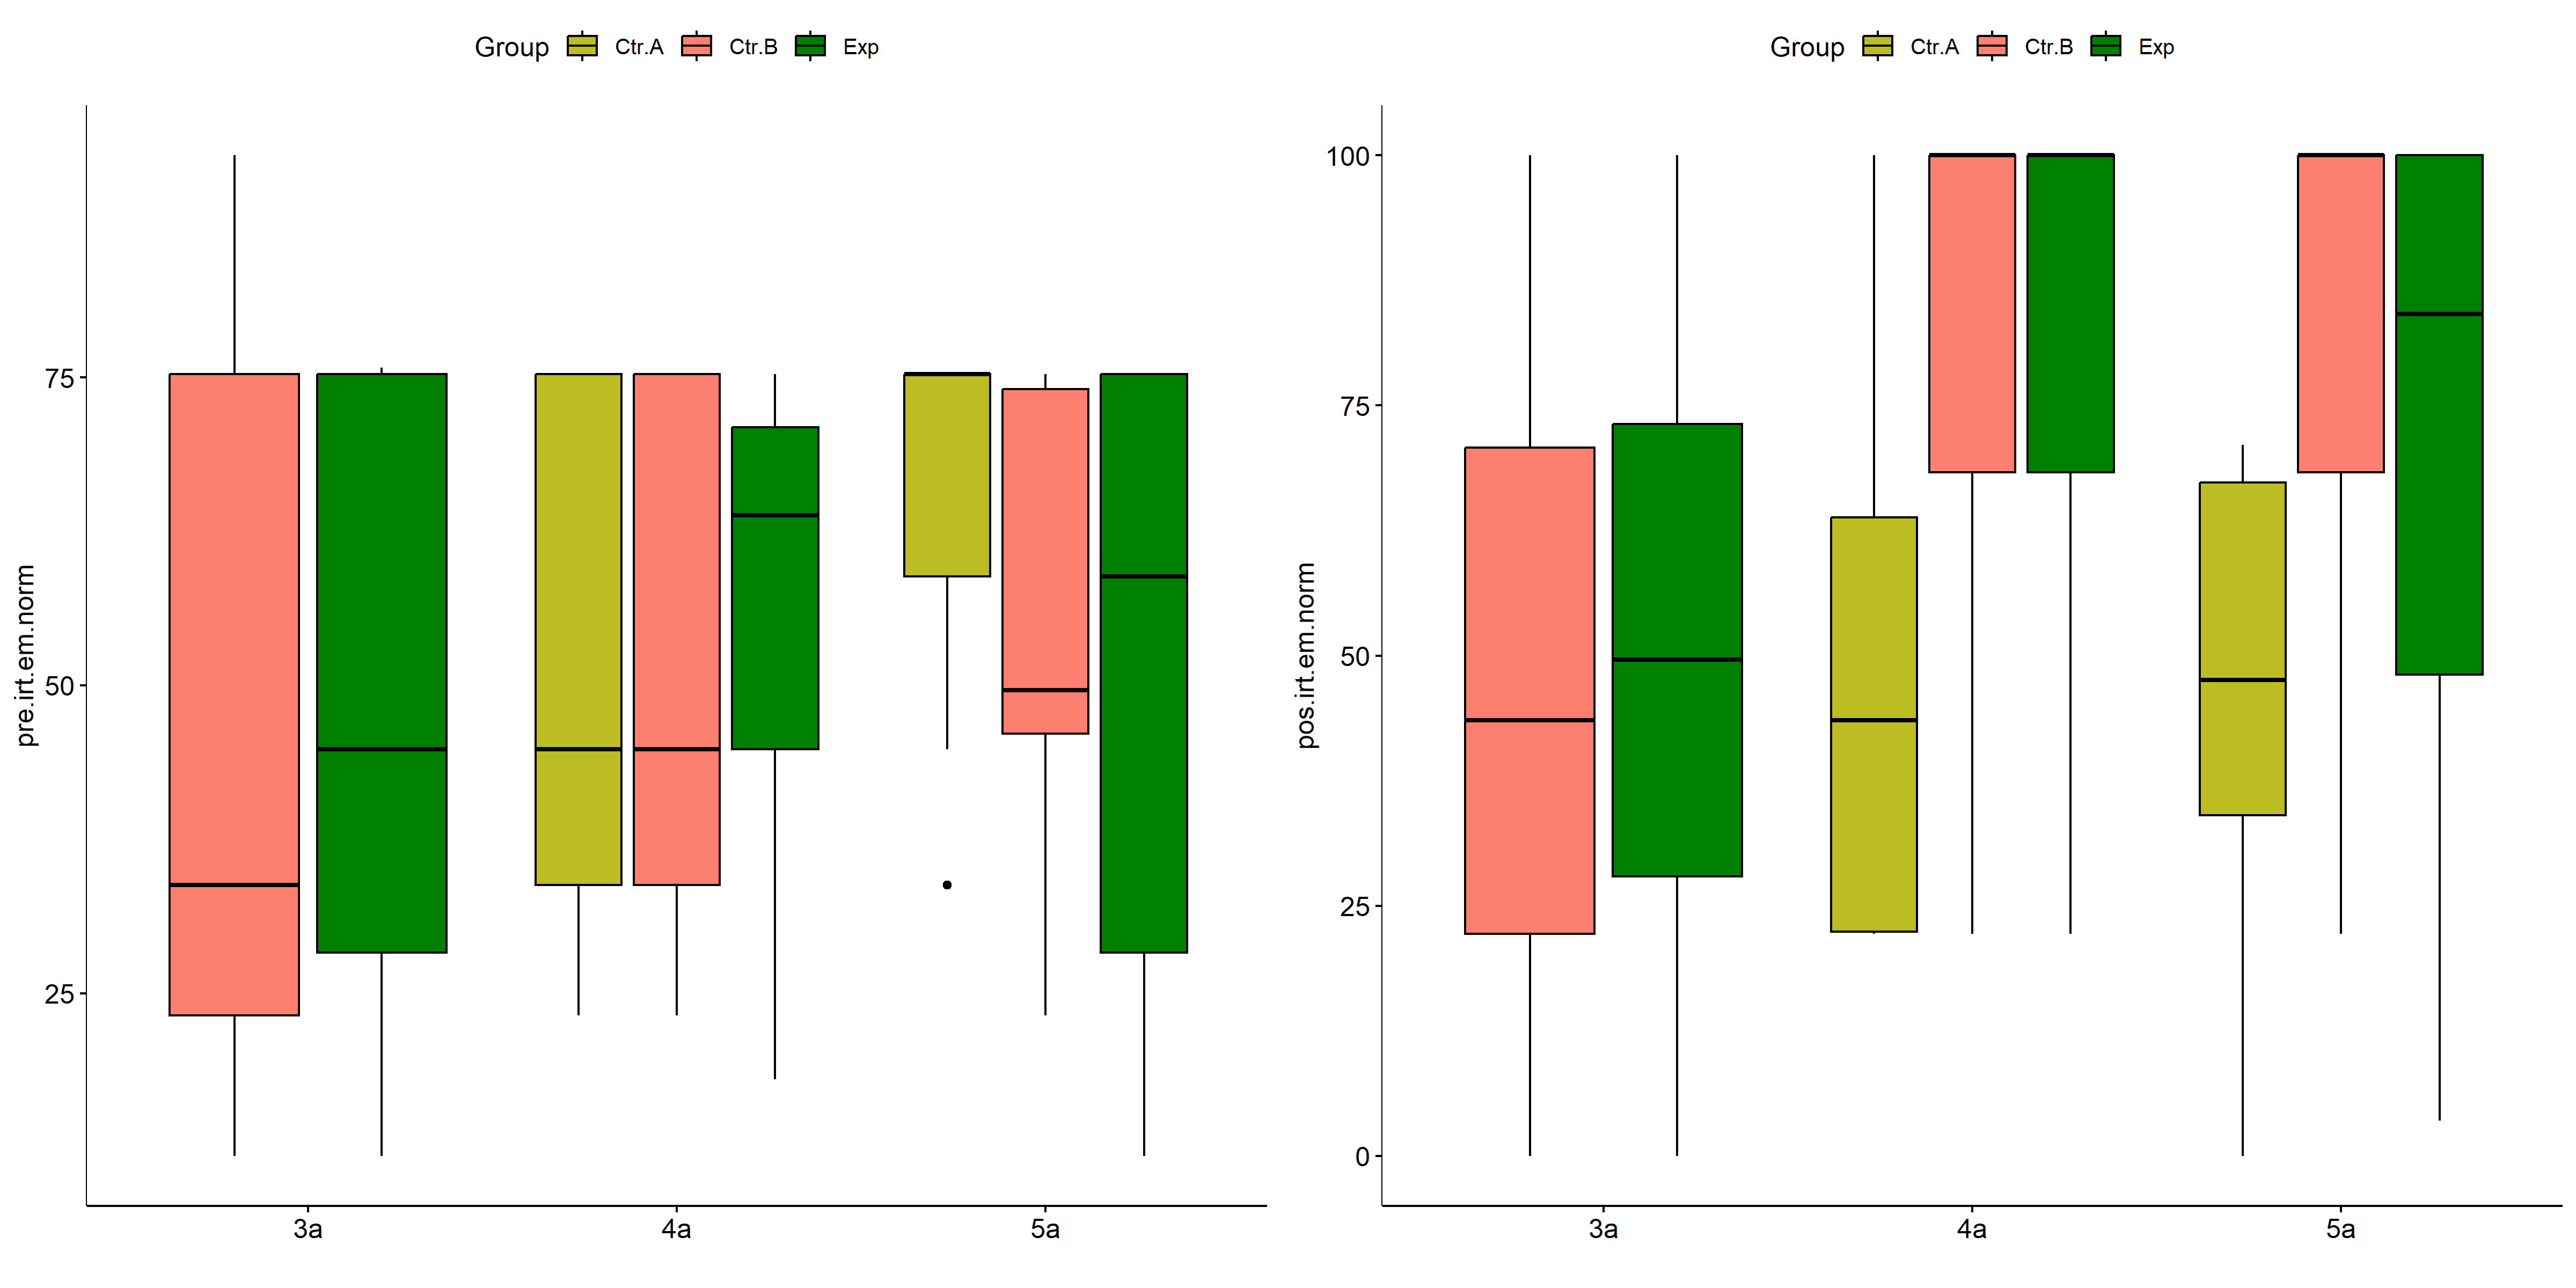 Group Ctr.A Ctr.B Exp
pre.irt.em.norm
75
50
25
3a 4a 5a
Group Ctr.A Ctr.B Exp
pos.irt.em.norm
100
75
50
25
0
3a 4a 5a